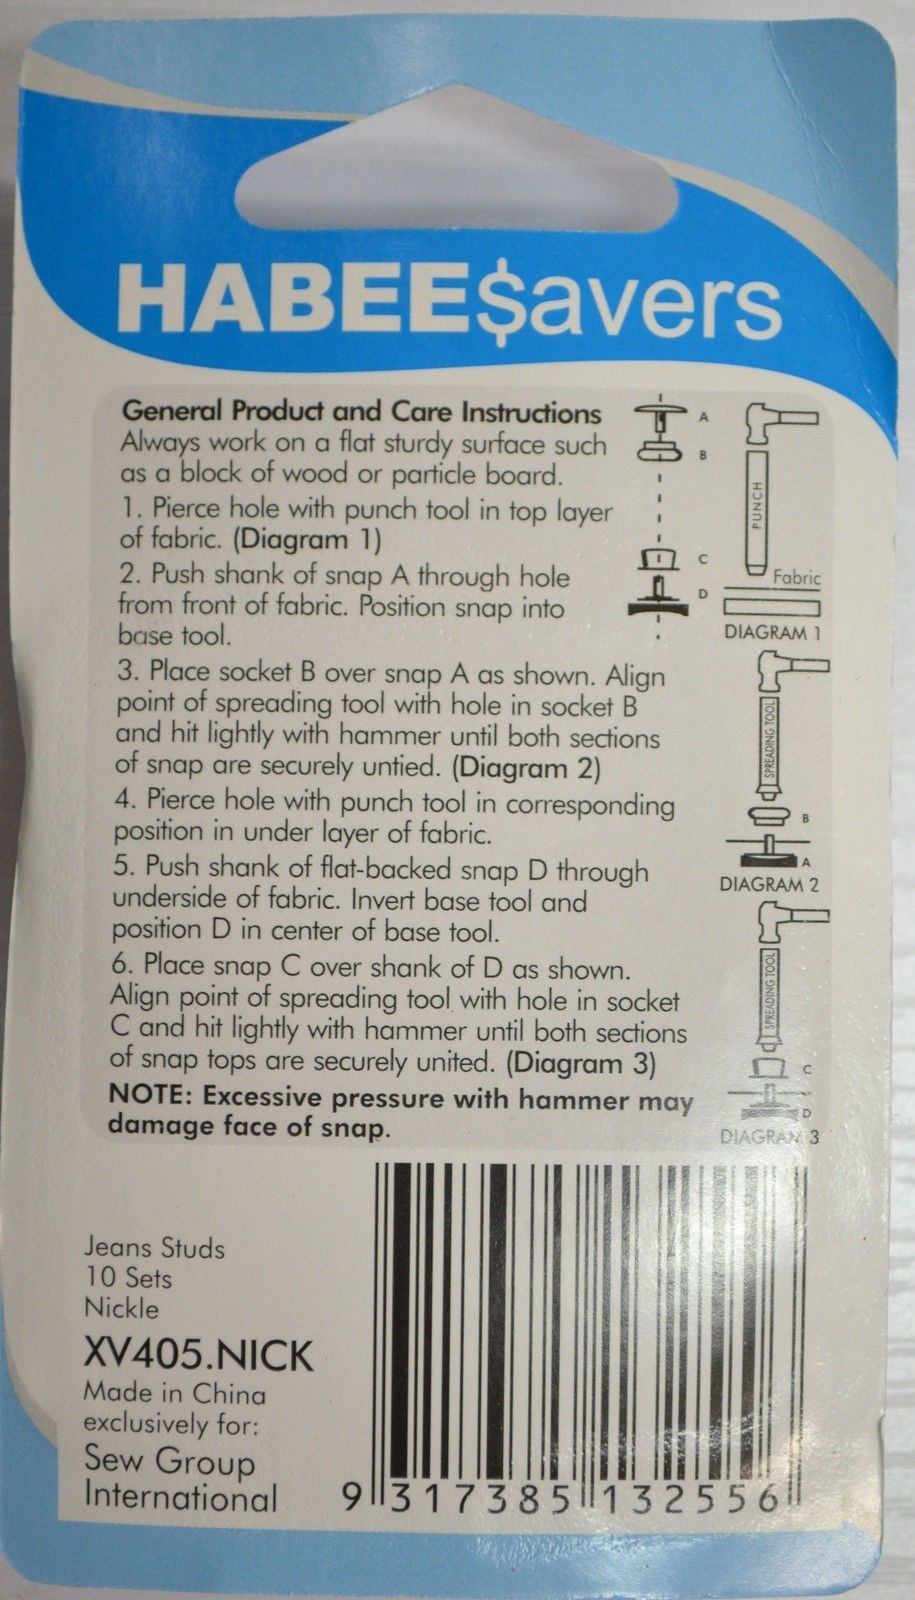 HABEE$avers
General Product and Care Instructions
Always work on a flat sturdy surface such
as a block of wood or particle board.
1. Pierce hole with punch tool in top layer
of fabric. (Diagram 1)
2. Push shank of snap A through hole
from front of fabric. Position snap into
base tool.
3. Place socket B over snap A as shown. Align
point of spreading tool with hole in socket B
and hit lightly with hammer until both sections
of snap are securely untied. (Diagram 2)
4. Pierce hole with punch tool in corresponding
position in under layer of fabric.
5. Push shank of flat-backed snap D through
underside of fabric. Invert base tool and
position D in center of base tool.
6. Place snap C over shank of D as shown.
Align point of spreading tool with hole in socket
C and hit lightly with hammer until both sections
of snap tops are securely united. (Diagram 3)
NOTE: Excessive pressure with hammer may
damage face of snap.
A
B
C
D
PUNCH
Fabric
DIAGRAM 1
SPREADING TOOL
B
A
DIAGRAM 2
SPREADING TOOL
C
D
DIAGRAM 3
Jeans Studs
10 Sets
Nickle
XV405.NICK
Made in China
exclusively for:
Sew Group
International
9 317385 132556